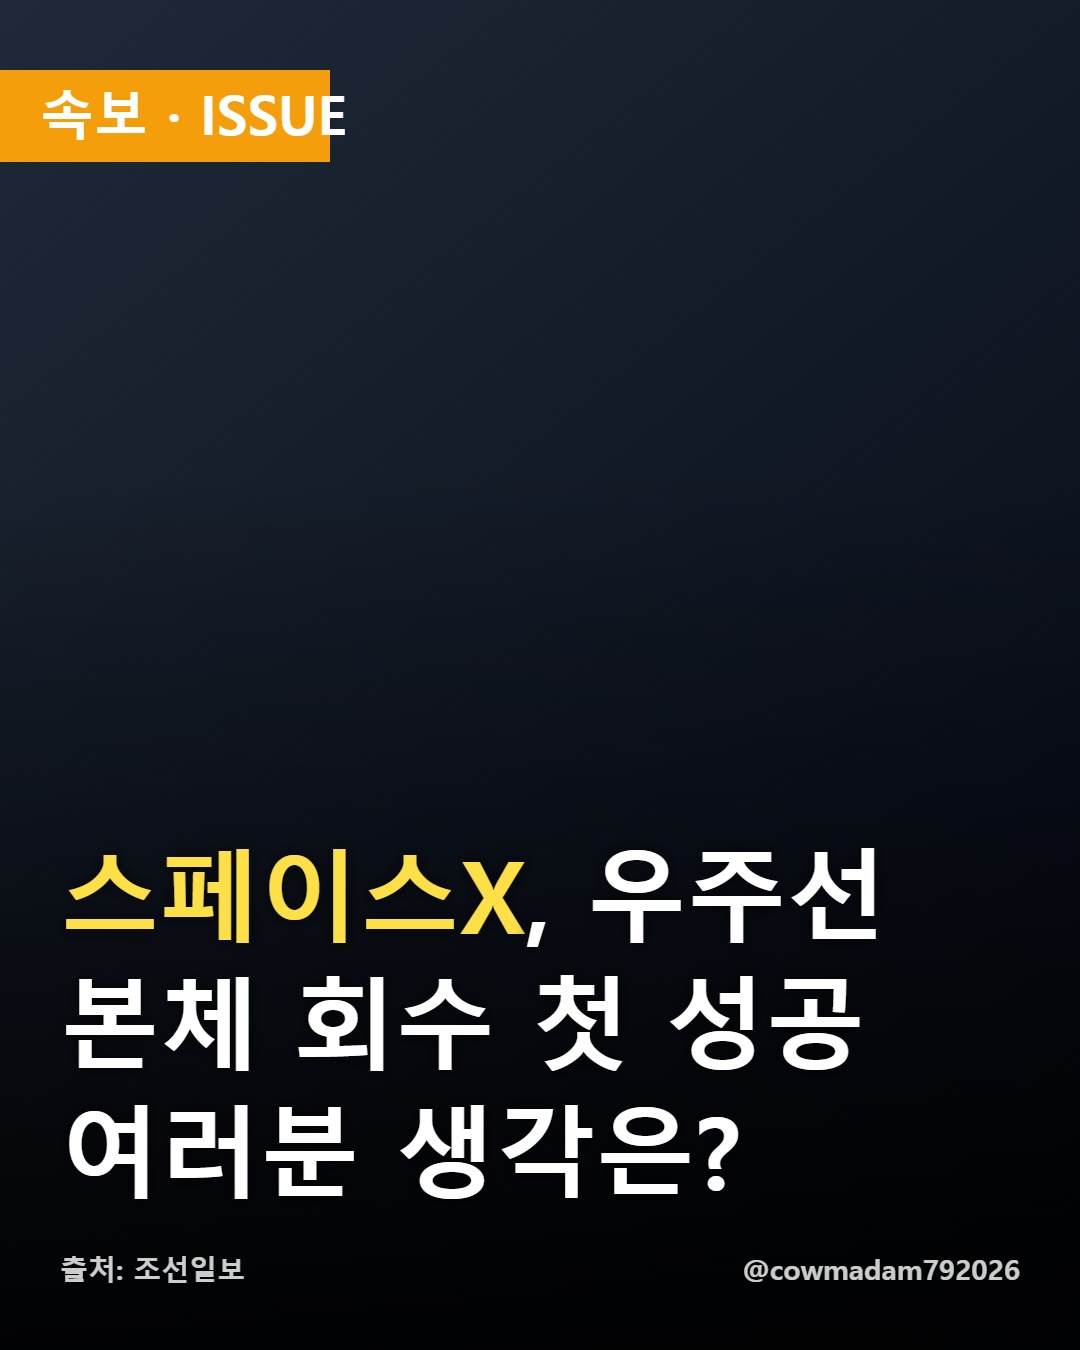 속보 · ISSUE
스페이스X, 우주선
본체 회수 첫 성공
여러분 생각은?
출처: 조선일보
@cowmadam792026